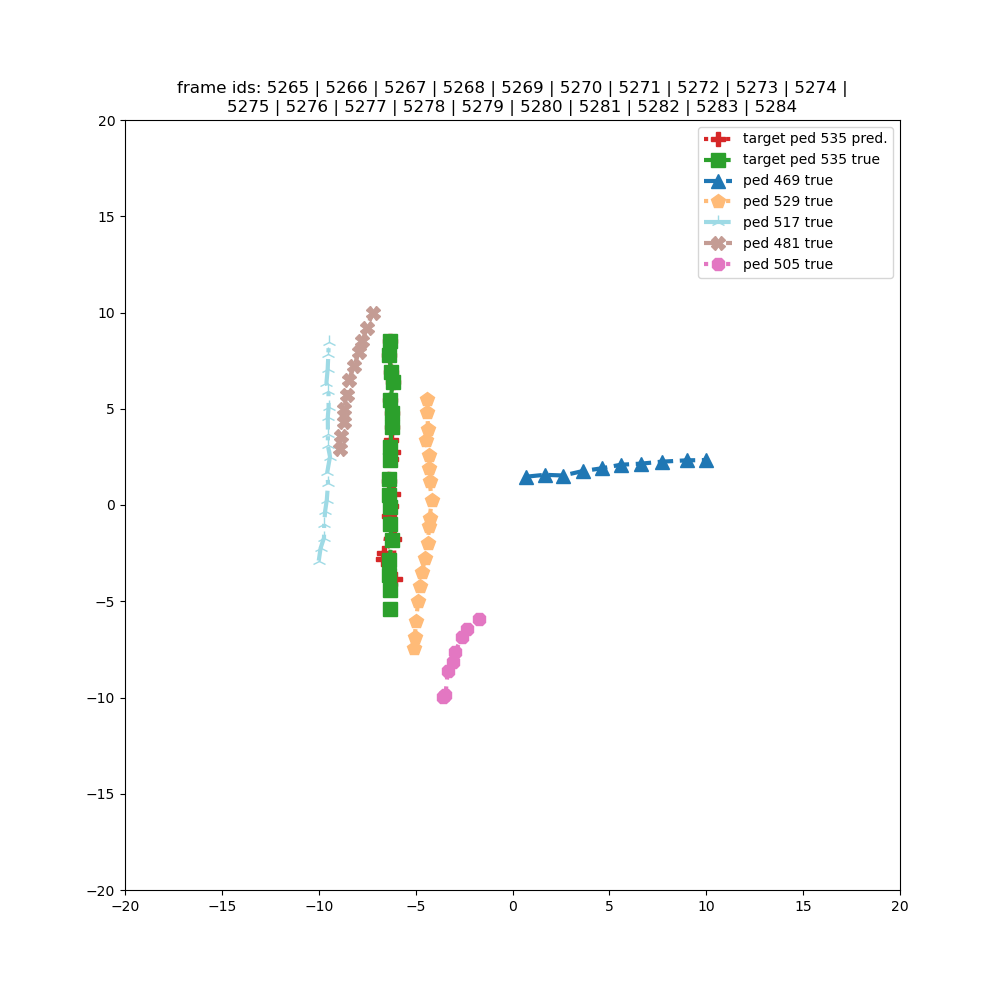 frame ids: 5265 | 5266 | 5267 | 5268 | 5269 | 5270 | 5271 | 5272 | 5273 | 5274 |
5275 | 5276 | 5277 | 5278 | 5279 | 5280 | 5281 | 5282 | 5283 | 5284
target ped 535 pred.
target ped 535 true
ped 469 true
ped 529 true
ped 517 true
ped 481 true
ped 505 true
20
15
10
5
0
−5
−10
−15
−20
−20 −15 −10 −5 0 5 10 15 20